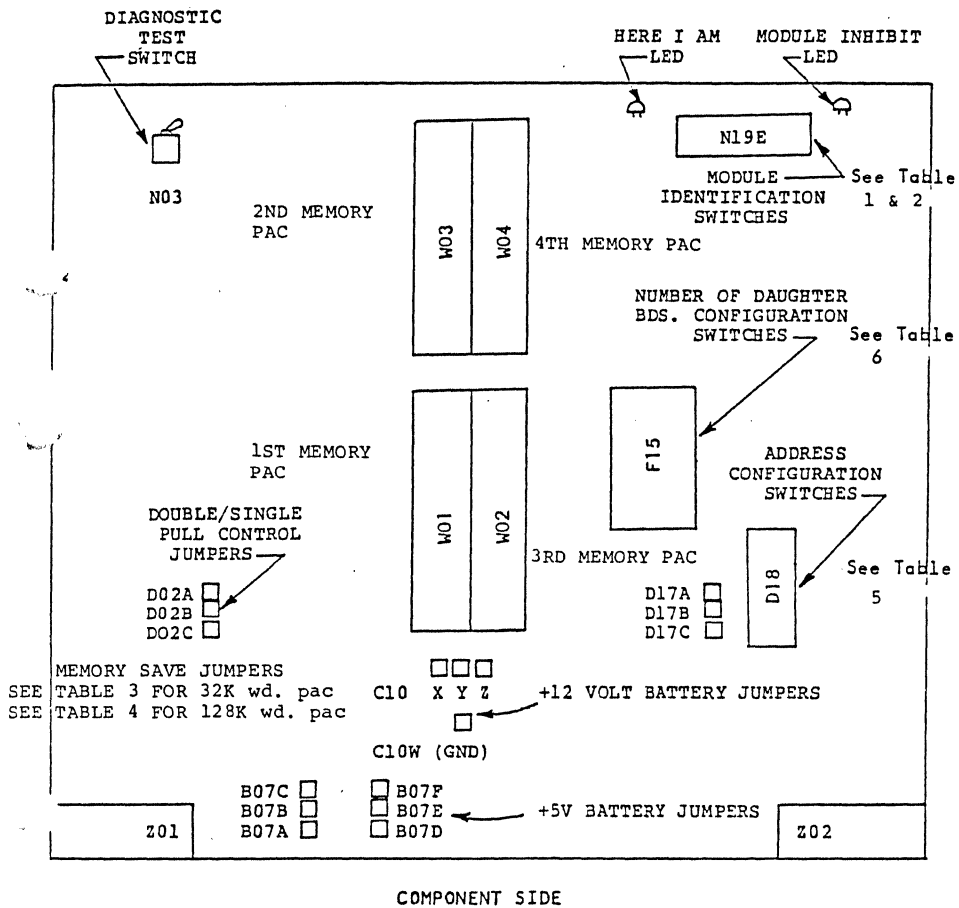 DIAGNOSTIC
TEST
SWITCH
HERE I AM
LED
MODULE INHIBIT
LED
N03
N19E
MODULE
IDENTIFICATION
SWITCHES
See Table
1 & 2
2ND MEMORY
PAC
W03
W04
4TH MEMORY PAC
NUMBER OF DAUGHTER
BDS. CONFIGURATION
SWITCHES
See Table
6
1ST MEMORY
PAC
W01
W02
3RD MEMORY PAC
F15
ADDRESS
CONFIGURATION
SWITCHES
D18
See Table
5
DOUBLE/SINGLE
PULL CONTROL
JUMPERS
D02A
D02B
D02C
D17A
D17B
D17C
MEMORY SAVE JUMPERS
SEE TABLE 3 FOR 32K wd. pac
SEE TABLE 4 FOR 128K wd. pac
C10 X Y Z
+12 VOLT BATTERY JUMPERS
C10W (GND)
B07C
B07B
B07A
B07F
B07E
B07D
+5V BATTERY JUMPERS
Z01
Z02
COMPONENT SIDE